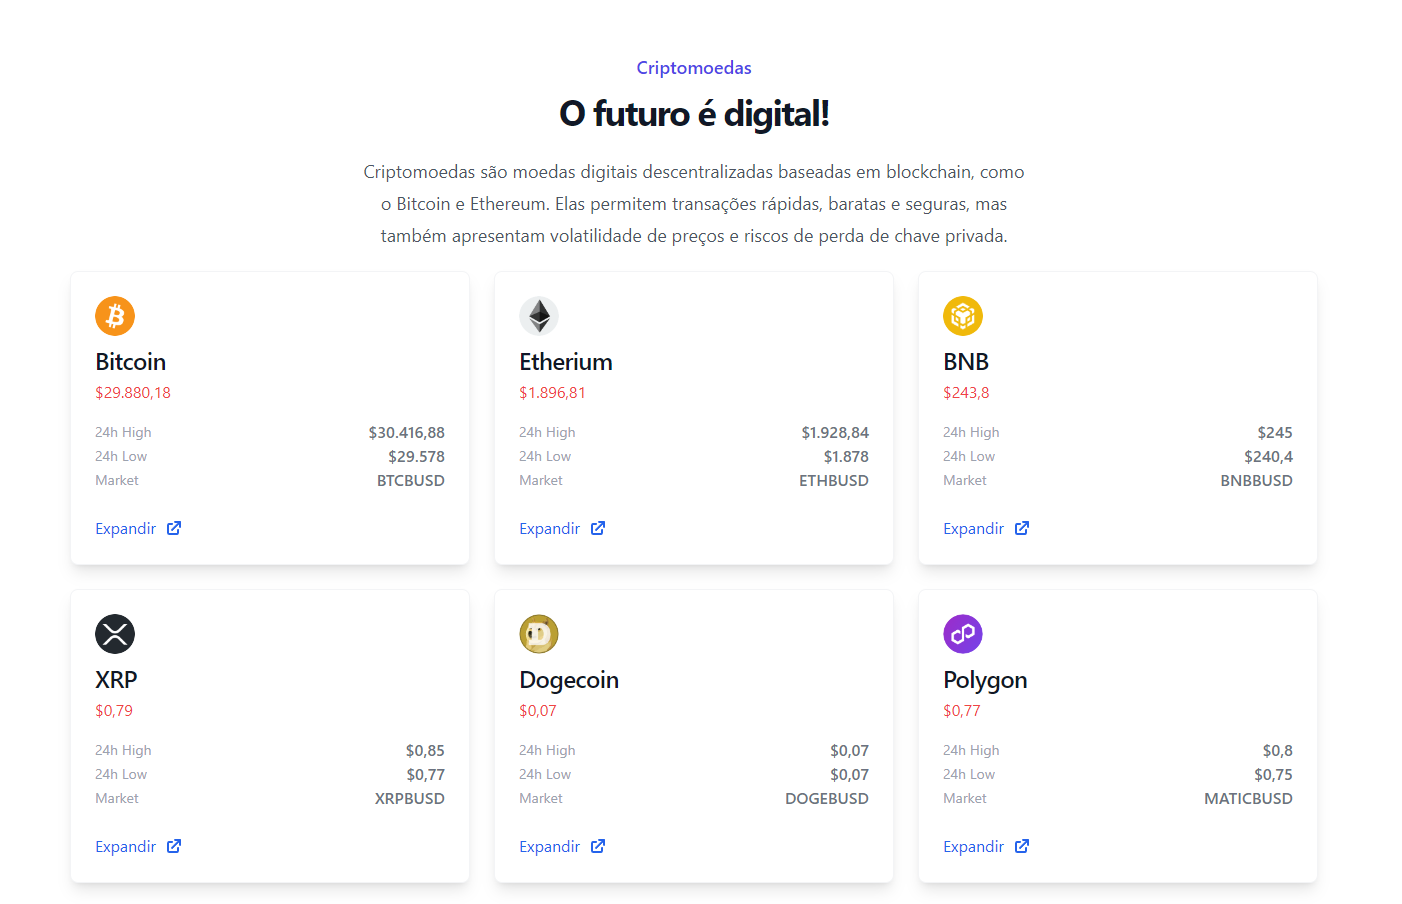 Criptomoedas
O futuro é digital!
Criptomoedas são moedas digitais descentralizadas baseadas em blockchain, como
o Bitcoin e Ethereum. Elas permitem transações rápidas, baratas e seguras, mas
também apresentam volatilidade de preços e riscos de perda de chave privada.
Bitcoin
$29.880,18
24h High $30.416,88
24h Low $29.578
Market BTCBUSD
Expandir
Etherium
$1.896,81
24h High $1.928,84
24h Low $1.878
Market ETHBUSD
Expandir
BNB
$243,8
24h High $245
24h Low $240,4
Market BNBBUSD
Expandir
XRP
$0,79
24h High $0,85
24h Low $0,77
Market XRPBUSD
Expandir
Dogecoin
$0,07
24h High $0,07
24h Low $0,07
Market DOGEBUSD
Expandir
Polygon
$0,77
24h High $0,8
24h Low $0,75
Market MATICBUSD
Expandir